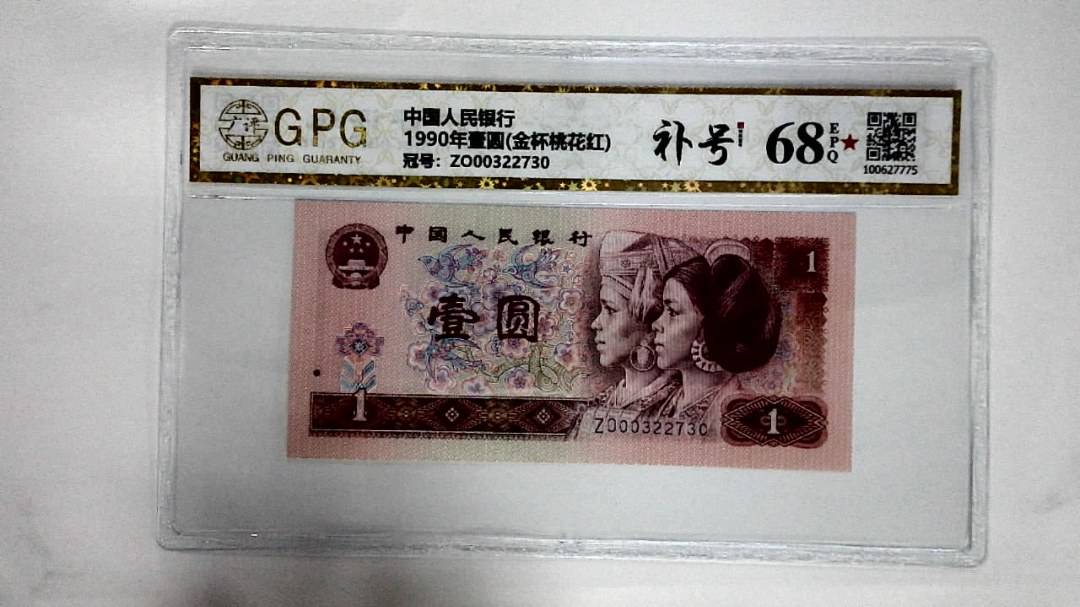 广评
GPG
GUANG PING GUARANTY
中国人民银行
1990年壹圆(金杯桃花红)
冠号：ZO00322730
补号
68
EPQ
100627775
中国人民银行
1
壹圆
1
ZO00322730
1